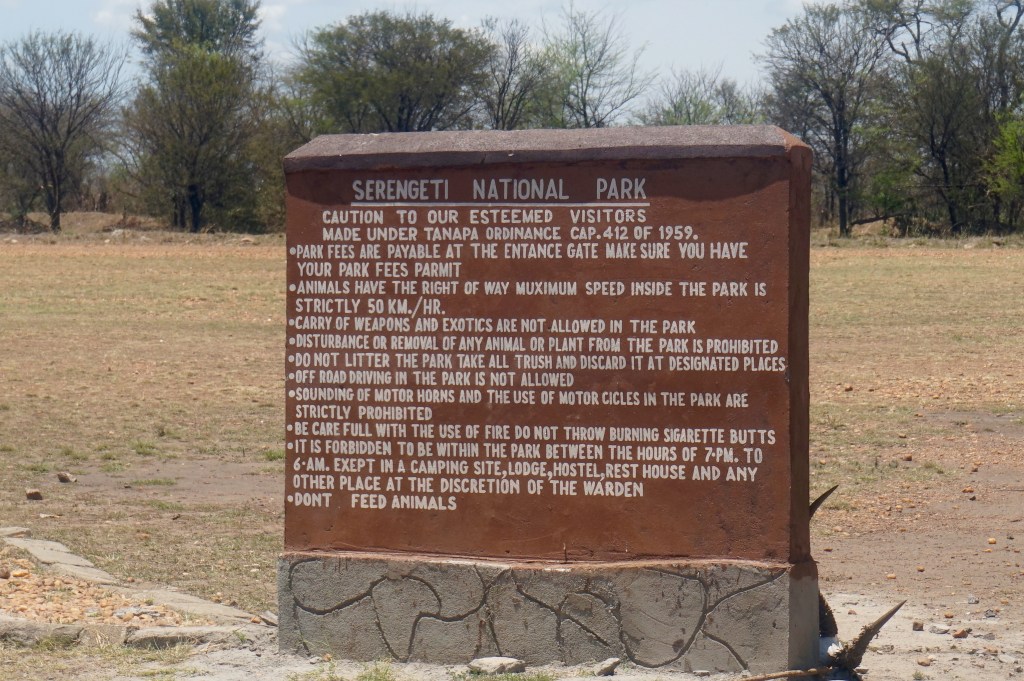 SERENGETI NATIONAL PARK
CAUTION TO OUR ESTEEMED VISITORS
MADE UNDER TANAPA ORDINANCE CAP.412 OF 1959.
•PARK FEES ARE PAYABLE AT THE ENTANCE GATE MAKE SURE YOU HAVE
YOUR PARK FEES PARMIT
•ANIMALS HAVE THE RIGHT OF WAY MUXIMUM SPEED INSIDE THE PARK IS
STRICTLY 50 KM./HR.
•CARRY OF WEAPONS AND EXOTICS ARE NOT ALLOWED IN THE PARK
•DISTURBANCE OR REMOVAL OF ANY ANIMAL OR PLANT FROM THE PARK IS PROHIBITED
•DO NOT LITTER THE PARK TAKE ALL TRUSH AND DISCARD IT AT DESIGNATED PLACES
•OFF ROAD DRIVING IN THE PARK IS NOT ALLOWED
•SOUNDING OF MOTOR HORNS AND THE USE OF MOTOR CICLES IN THE PARK ARE
STRICTLY PROHIBITED
•BE CARE FULL WITH THE USE OF FIRE DO NOT THROW BURNING SIGARETTE BUTTS
•IT IS FORBIDDEN TO BE WITHIN THE PARK BETWEEN THE HOURS OF 7•PM. TO
6•AM. EXEPT IN A CAMPING SITE,LODGE,HOSTEL,REST HOUSE AND ANY
OTHER PLACE AT THE DISCRETION OF THE WARDEN
•DONT FEED ANIMALS